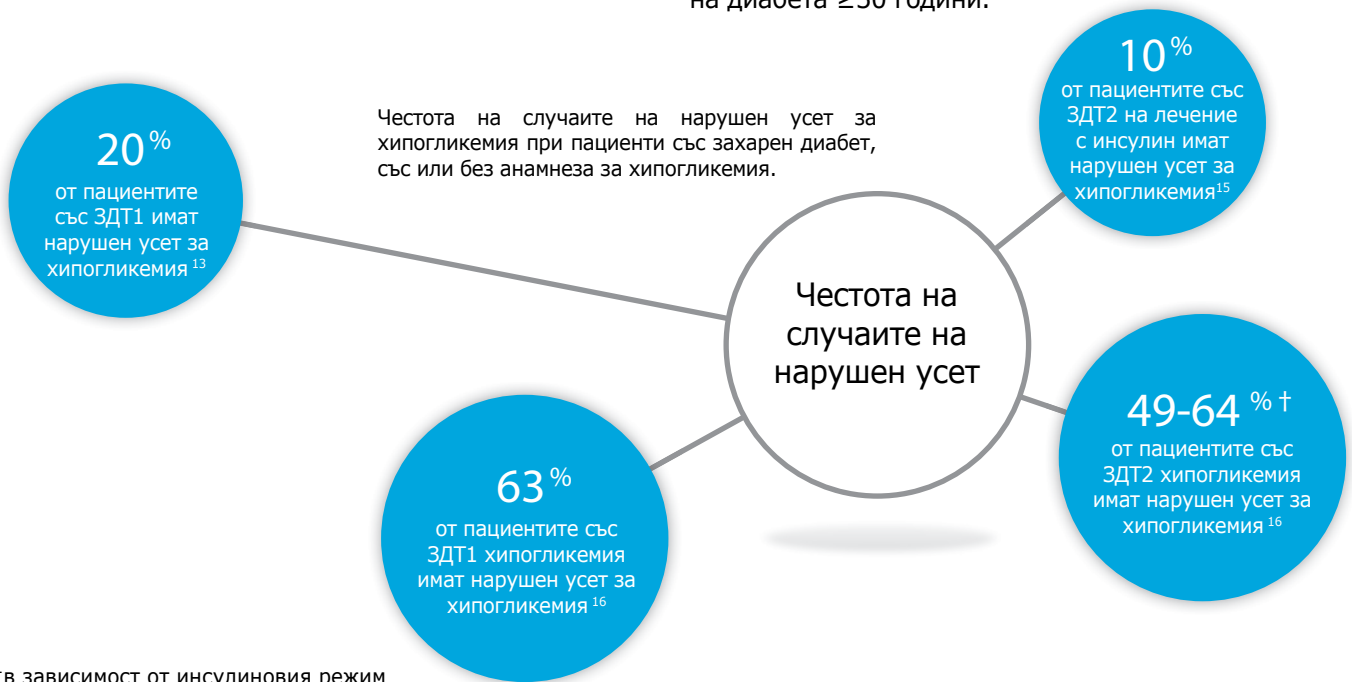 на диабета ≥30 години.
10%
от пациентите със
ЗДТ2 на лечение
с инсулин имат
нарушен усет за
хипогликемия15
Честота на случаите на нарушен усет за
хипогликемия при пациенти със захарен диабет,
със или без анамнеза за хипогликемия.
20%
от пациентите
със ЗДТ1 имат
нарушен усет за
хипогликемия 13
Честота на
случаите на
нарушен усет
49-64 % †
от пациентите със
ЗДТ2 хипогликемия
имат нарушен усет за
хипогликемия 16
63%
от пациентите със
ЗДТ1 хипогликемия
имат нарушен усет за
хипогликемия 16
в зависимост от инсулиновия режим